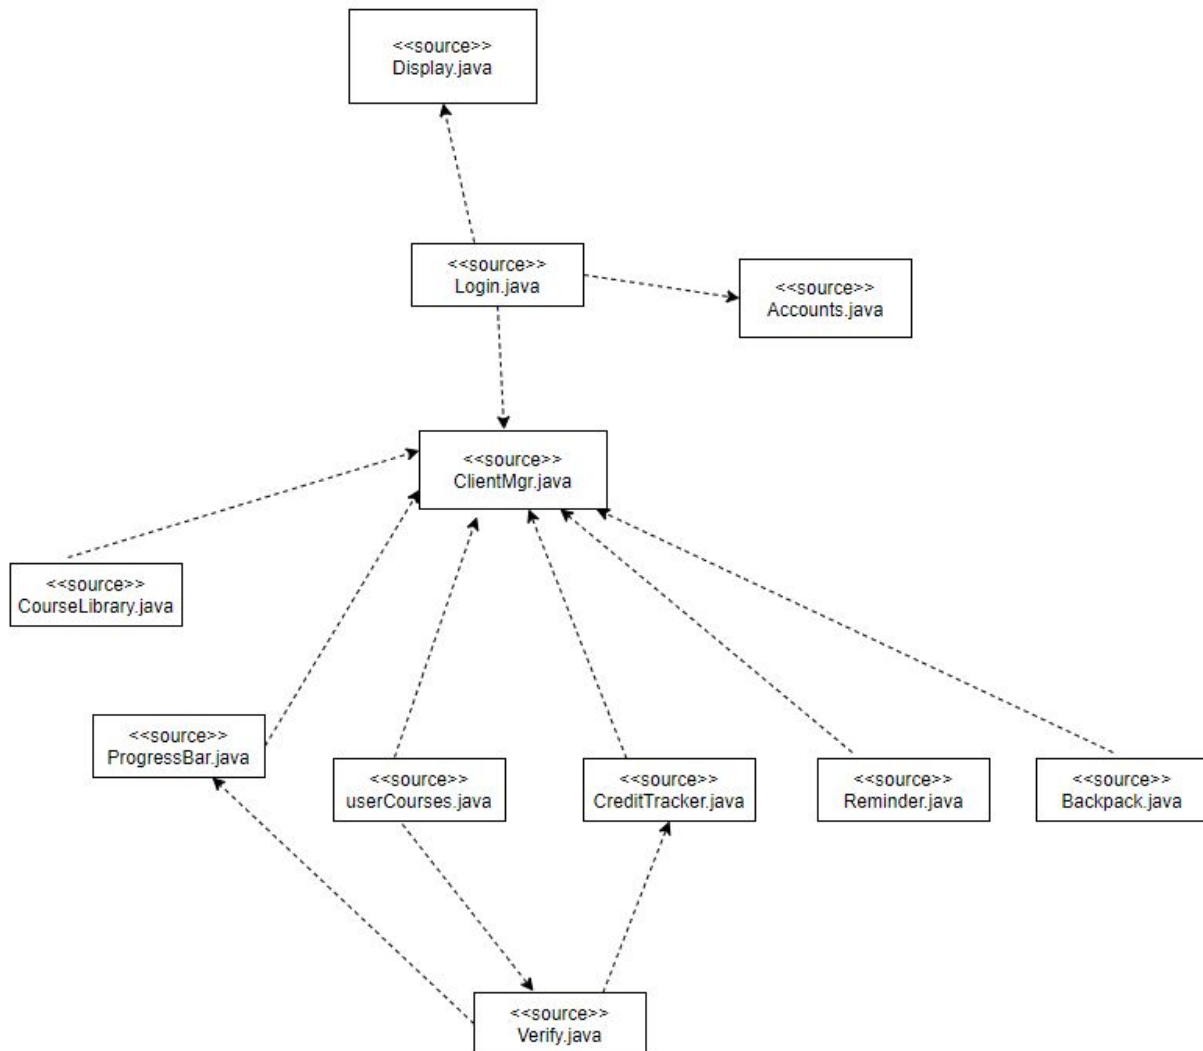 <<source>>
Display.java
<<source>>
Login.java
<<source>>
Accounts.java
<<source>>
ClientMgr.java
<<source>>
CourseLibrary.java
<<source>>
ProgressBar.java
<<source>>
userCourses.java
<<source>>
CreditTracker.java
<<source>>
Reminder.java
<<source>>
Backpack.java
<<source>>
Verify.java